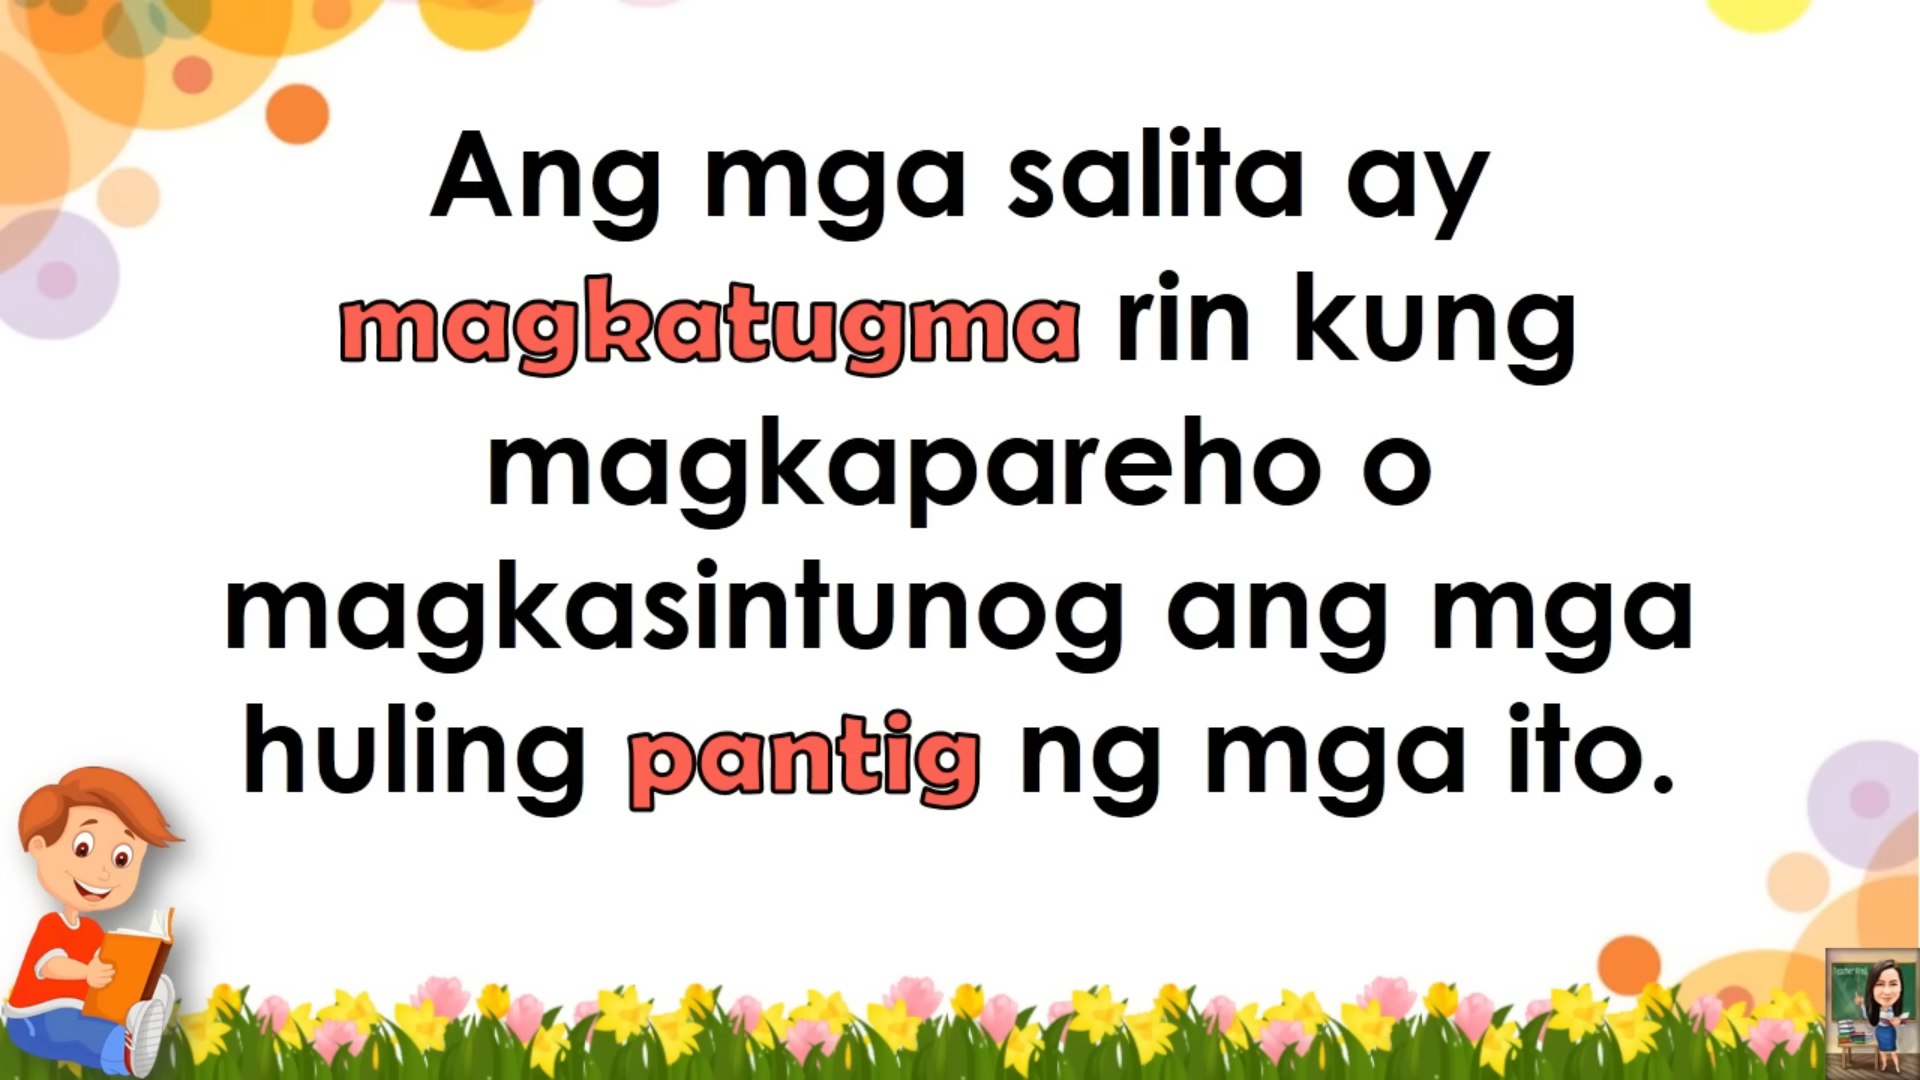 Ang mga salita ay
magkatugma rin kung
magkapareho o
magkasintunog ang mga
huling pantig ng mga ito.